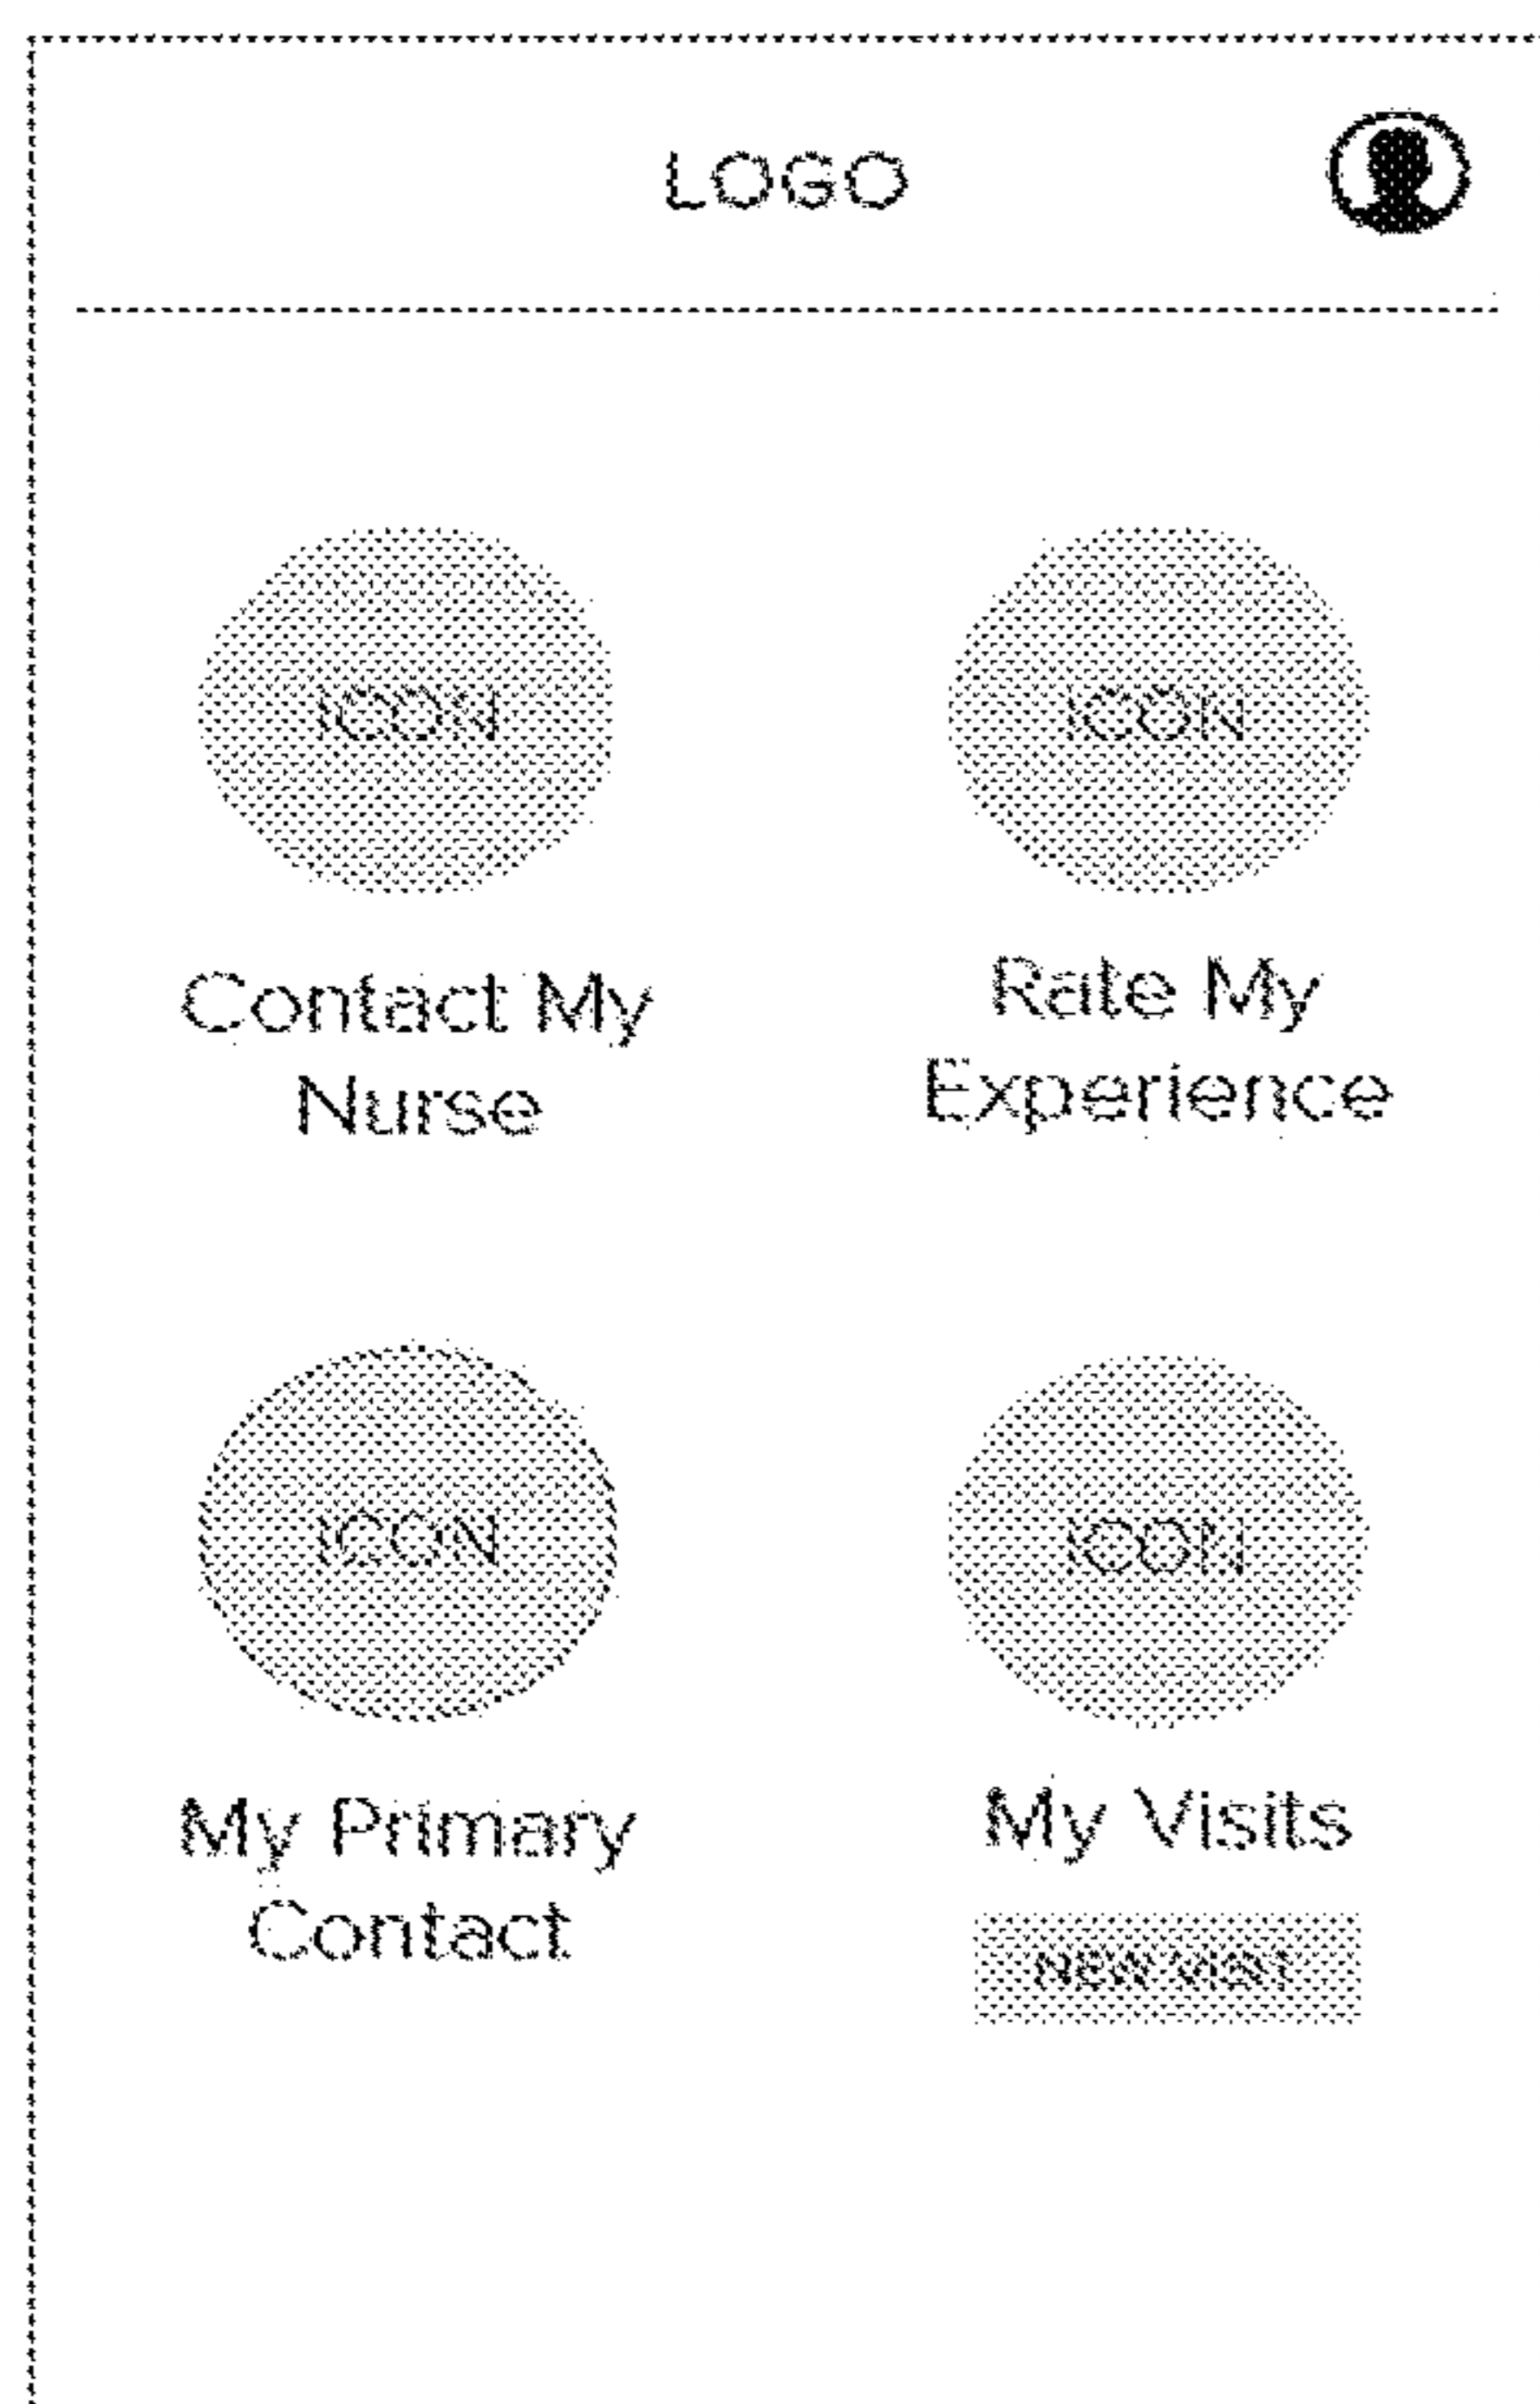 LOGO
ICON
ICON
Contact My
Nurse
Rate My
Experience
ICON
ICON
My Primary
Contact
My Visits
NEW VISIT